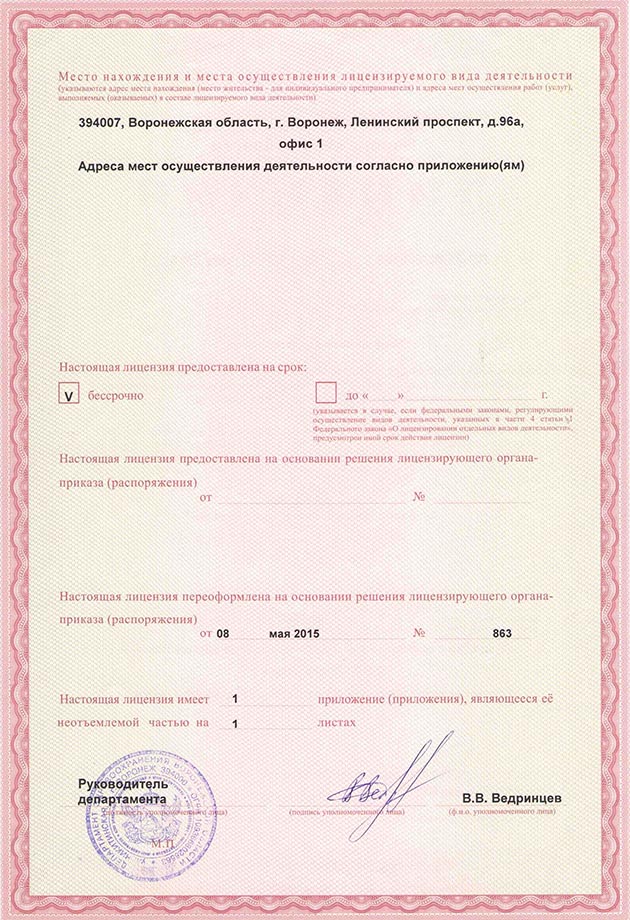 Место нахождения и места осуществления лицензируемого вида деятельности
(указываются адрес места нахождения (место жительства - для индивидуального предпринимателя) и адреса мест осуществления работ (услуг),
выполняемых (оказываемых) в составе лицензируемого вида деятельности)
394007, Воронежская область, г. Воронеж, Ленинский проспект, д.96а,
офис 1
Адреса мест осуществления деятельности согласно приложению(ям)
Настоящая лицензия предоставлена на срок:
V бессрочно до « » г.
(указывается в случае, если федеральными законами, регулирующими
осуществление видов деятельности, указанных в части 4 статьи 1
Федерального закона «О лицензировании отдельных видов деятельности»,
предусмотрен иной срок действия лицензии)
Настоящая лицензия предоставлена на основании решения лицензирующего органа-
приказа (распоряжения)
от №
Настоящая лицензия переоформлена на основании решения лицензирующего органа-
приказа (распоряжения)
от 08 мая 2015 № 863
Настоящая лицензия имеет 1 приложение (приложения), являющееся её
неотъемлемой частью на 1 листах
Руководитель
департамента В.В. Ведринцев
(должность уполномоченного лица) (подпись уполномоченного лица) (ф.и.о. уполномоченного лица)
М.П.